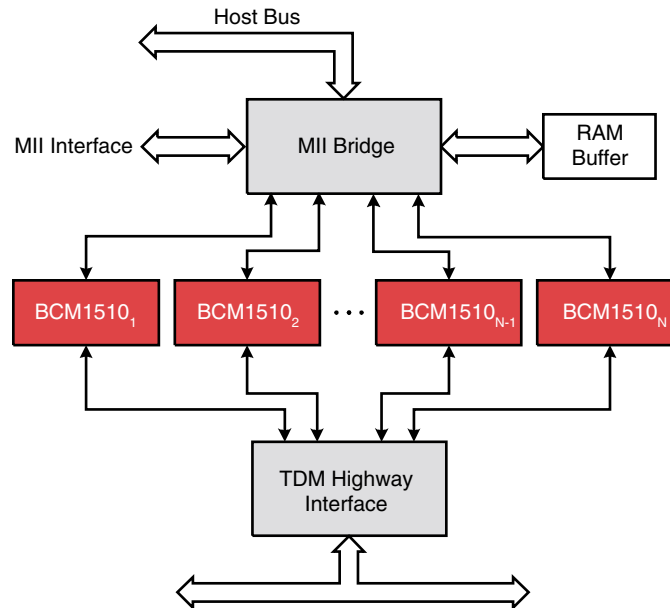 Host Bus
MII Interface
MII Bridge
RAM
Buffer
BCM1510₁
BCM1510₂
...
BCM1510N-1
BCM1510N
TDM Highway
Interface